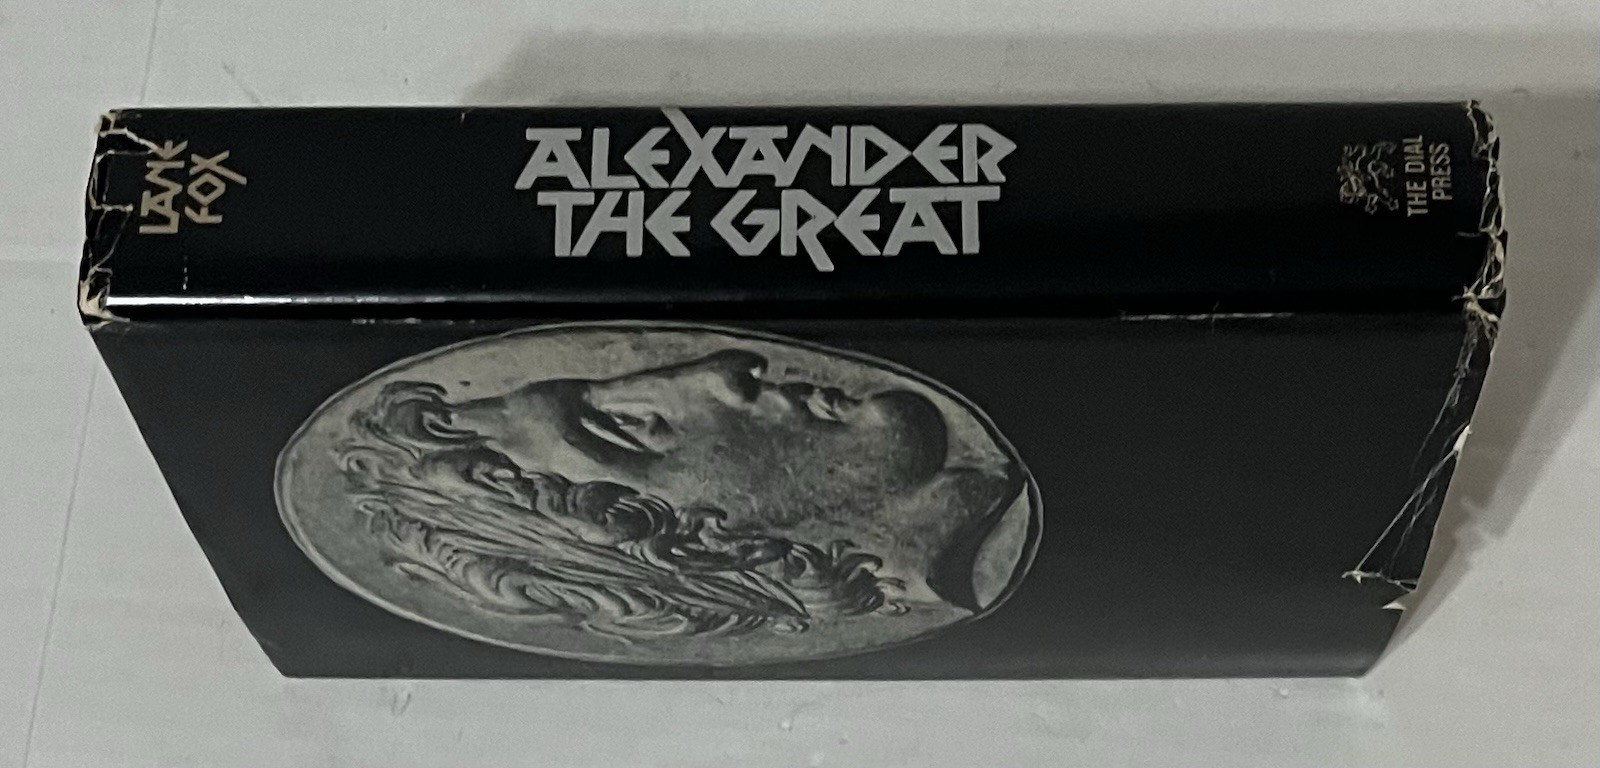 LANE
FOX
ALEXANDER
THE GREAT
THE DIAL
PRESS